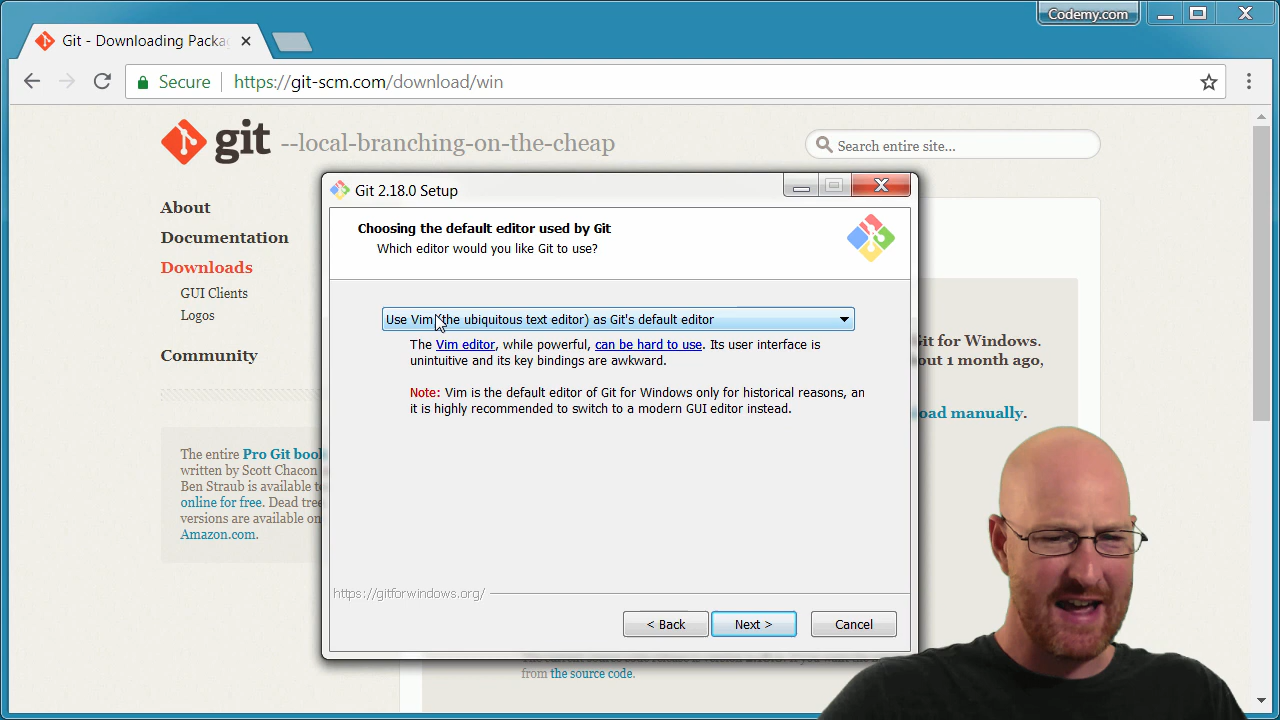 Codemy.com
Git - Downloading Packa
Secure
https://git-scm.com/download/win
git --local-branching-on-the-cheap
Search entire site...
About
Documentation
Downloads
GUI Clients
Logos
Community
The entire Pro Git book
written by Scott Chacon
Ben Straub is available to
online for free. Dead tree
versions are available on
Amazon.com.
Git 2.18.0 Setup
Choosing the default editor used by Git
Which editor would you like Git to use?
Use Vim (the ubiquitous text editor) as Git's default editor
The Vim editor, while powerful, can be hard to use. Its user interface is
unintuitive and its key bindings are awkward.
Note: Vim is the default editor of Git for Windows only for historical reasons, an
it is highly recommended to switch to a modern GUI editor instead.
https://gitforwindows.org/
< Back
Next >
Cancel
Git for Windows.
out 1 month ago,
oad manually.
from the source code.